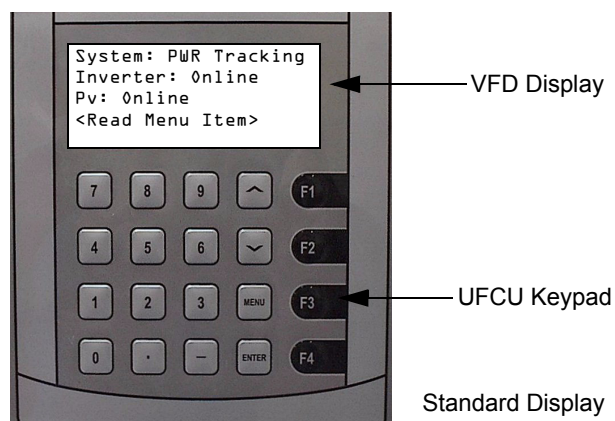 System: PWR Tracking
Inverter: Online
Pv: Online
<Read Menu Item>
VFD Display
7 8 9 F1
4 5 6 F2
1 2 3 MENU F3
UFCU Keypad
0 . — ENTER F4
Standard Display